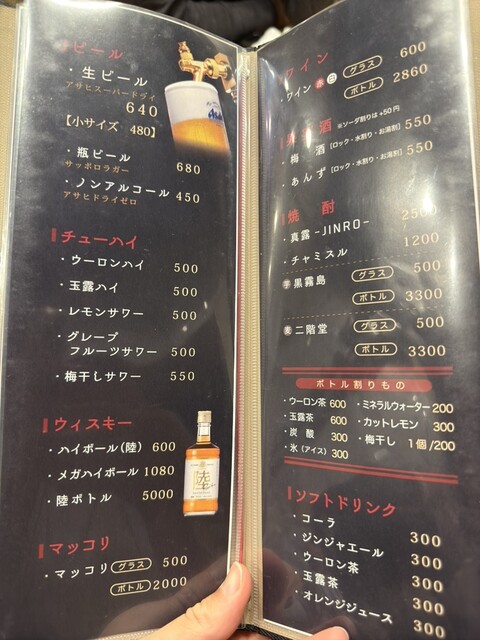 ビール
・生ビール
アサヒスーパードライ
640
【小サイズ 480】
・瓶ビール
サッポロラガー 680
・ノンアルコール
アサヒドライゼロ 450
チューハイ
・ウーロンハイ 500
・玉露ハイ 500
・レモンサワー 500
・グレープ
フルーツサワー 500
・梅干しサワー 550
ウィスキー
・ハイボール(陸) 600
・メガハイボール 1080
・陸ボトル 5000
マッコリ
・マッコリ グラス 500
ボトル 2000
陸
Asahi
ワイン
・ワイン 赤 白 グラス 600
ボトル 2860
酒 ※ソーダ割りは+50円
・梅 酒 [ロック・水割り・お湯割] 550
・あんず [ロック・水割り・お湯割] 550
焼 酎
・真露-JINRO- 2500
・チャミスル 1200
芋 黒霧島 グラス 500
ボトル 3300
麦 二階堂 グラス 500
ボトル 3300
ボトル割りもの
・ウーロン茶 600 ・ミネラルウォーター 200
・玉露茶 600 ・カットレモン 300
・炭 酸 300 ・梅干し 1個/200
・氷(アイス) 300
ソフトドリンク
・コーラ 300
・ジンジャエール 300
・ウーロン茶 300
・玉露茶 300
・オレンジジュース 300